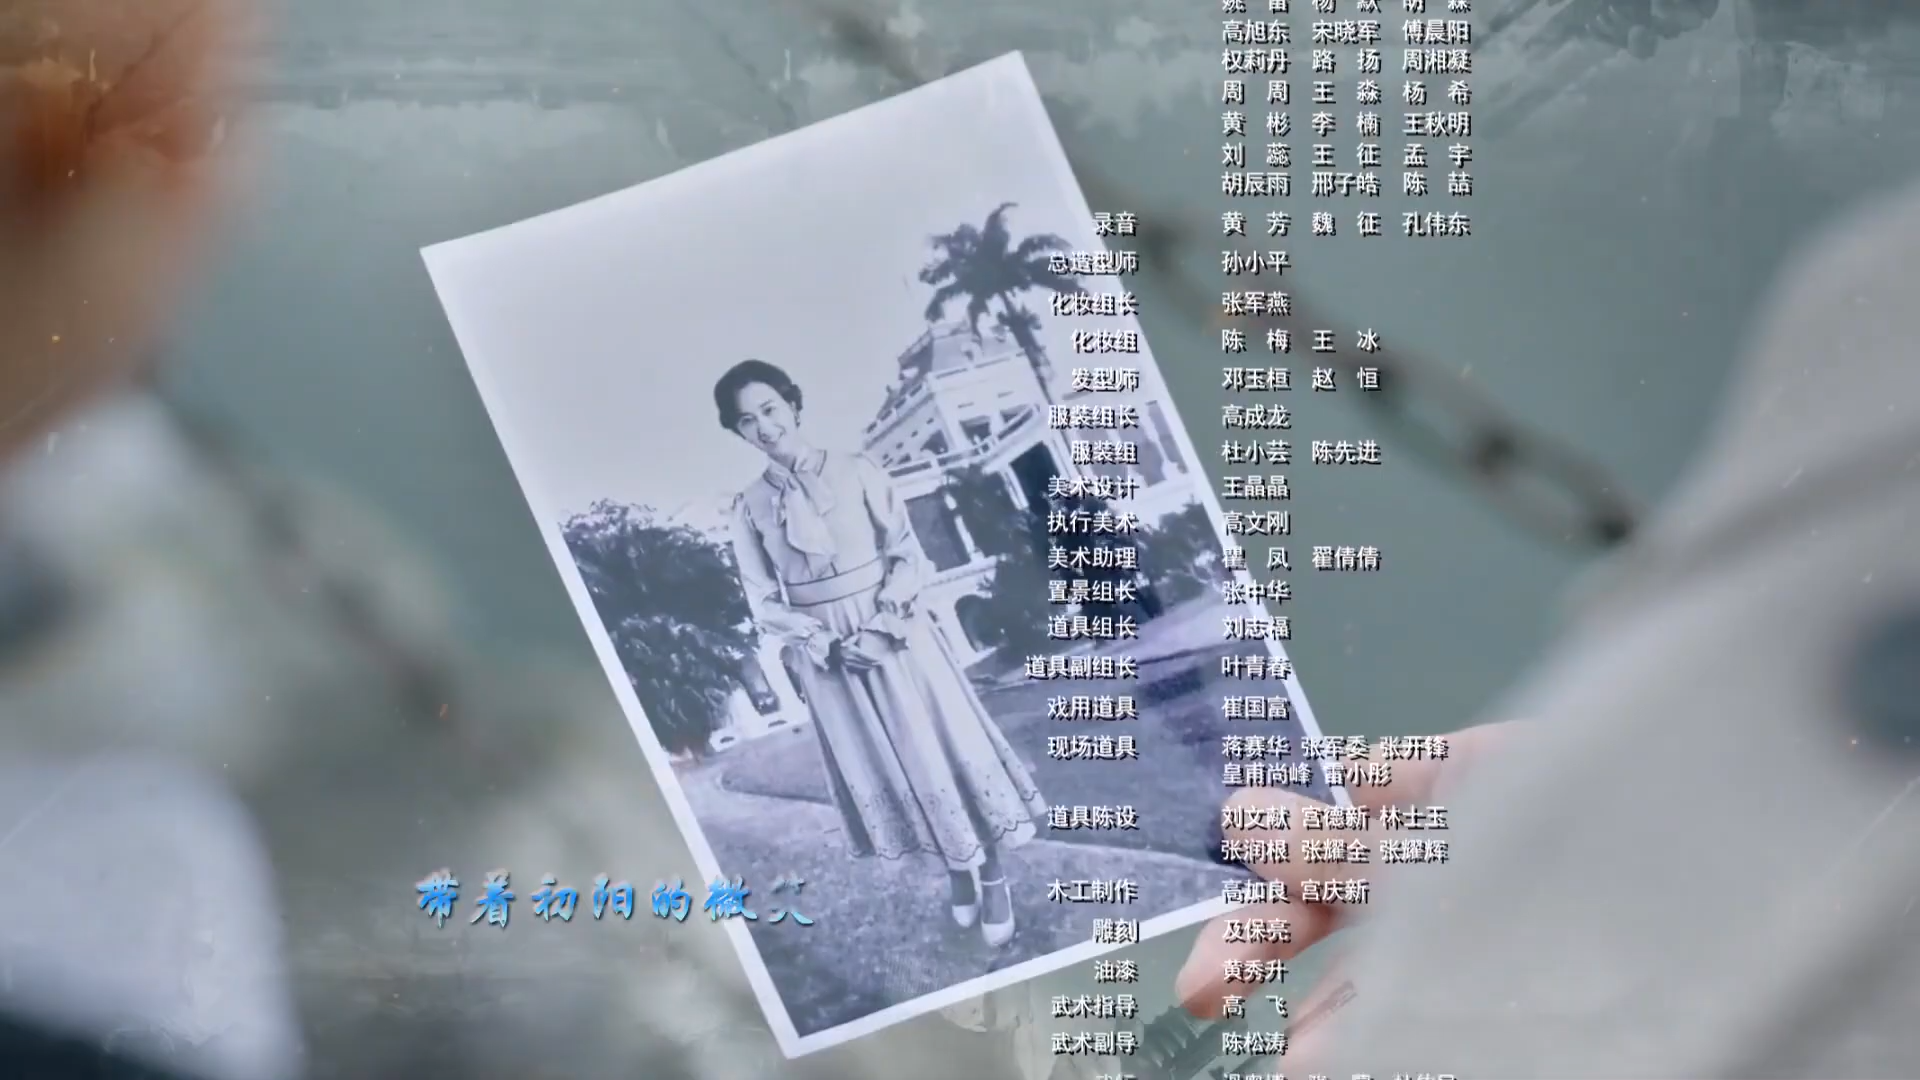 高旭东 宋晓军 傅晨阳
权莉丹 路 扬 周湘凝
周 周 王 淼 杨 希
黄 彬 李 楠 王秋明
刘 蕊 王 征 孟 宇
胡辰雨 邢子皓 陈 喆
录音 黄 芳 魏 征 孔伟东
总造型师 孙小平
化妆组长 张军燕
化妆组 陈 梅 王 冰
发型师 邓玉桓 赵 恒
服装组长 高成龙
服装组 杜小芸 陈先进
美术设计 王晶晶
执行美术 高文刚
美术助理 瞿 凤 翟倩倩
置景组长 张中华
道具组长 刘志福
道具副组长 叶青春
戏用道具 崔国富
现场道具 蒋赛华 张军委 张开锋
皇甫尚峰 雷小彤
道具陈设 刘文献 宫德新 林士玉
张润根 张耀全 张耀辉
木工制作 高加良 宫庆新
带着初阳的微笑
雕刻 及保亮
油漆 黄秀升
武术指导 高 飞
武术副导 陈松涛